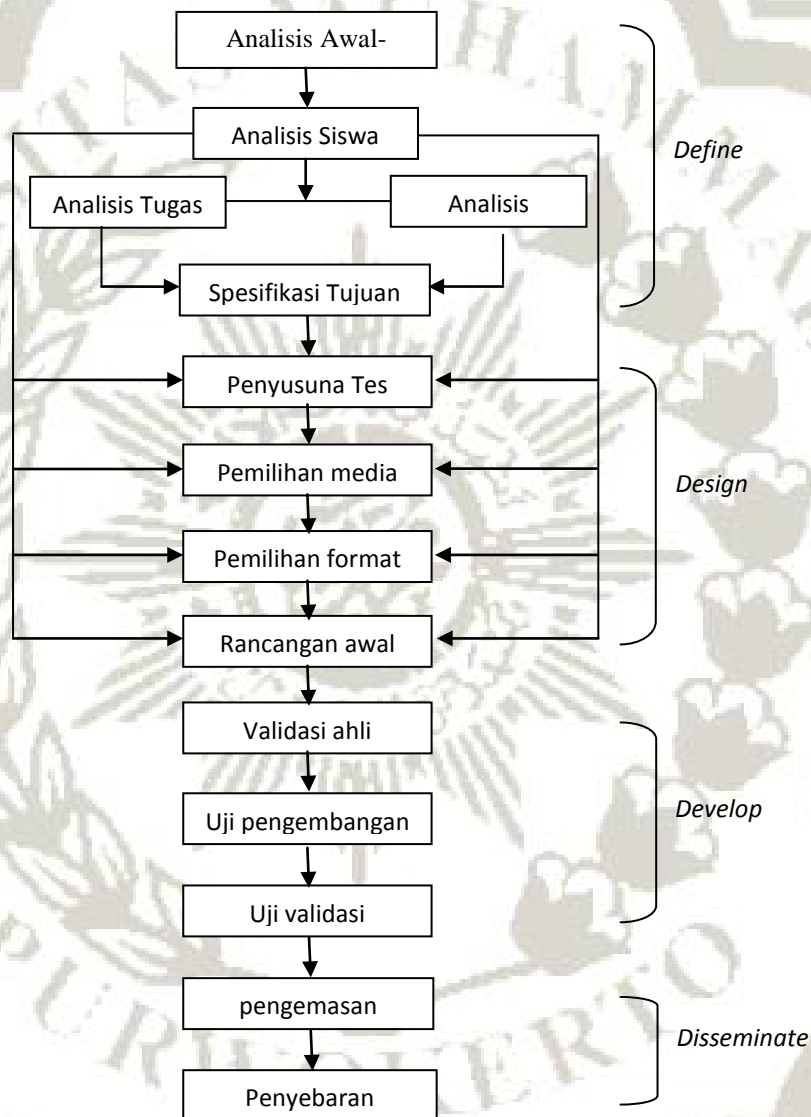 Analisis Awal-
Analisis Siswa
Define
Analisis Tugas
Analisis
Spesifikasi Tujuan
Penyusuna Tes
Pemilihan media
Design
Pemilihan format
Rancangan awal
Validasi ahli
Develop
Uji pengembangan
Uji validasi
pengemasan
Disseminate
Penyebaran